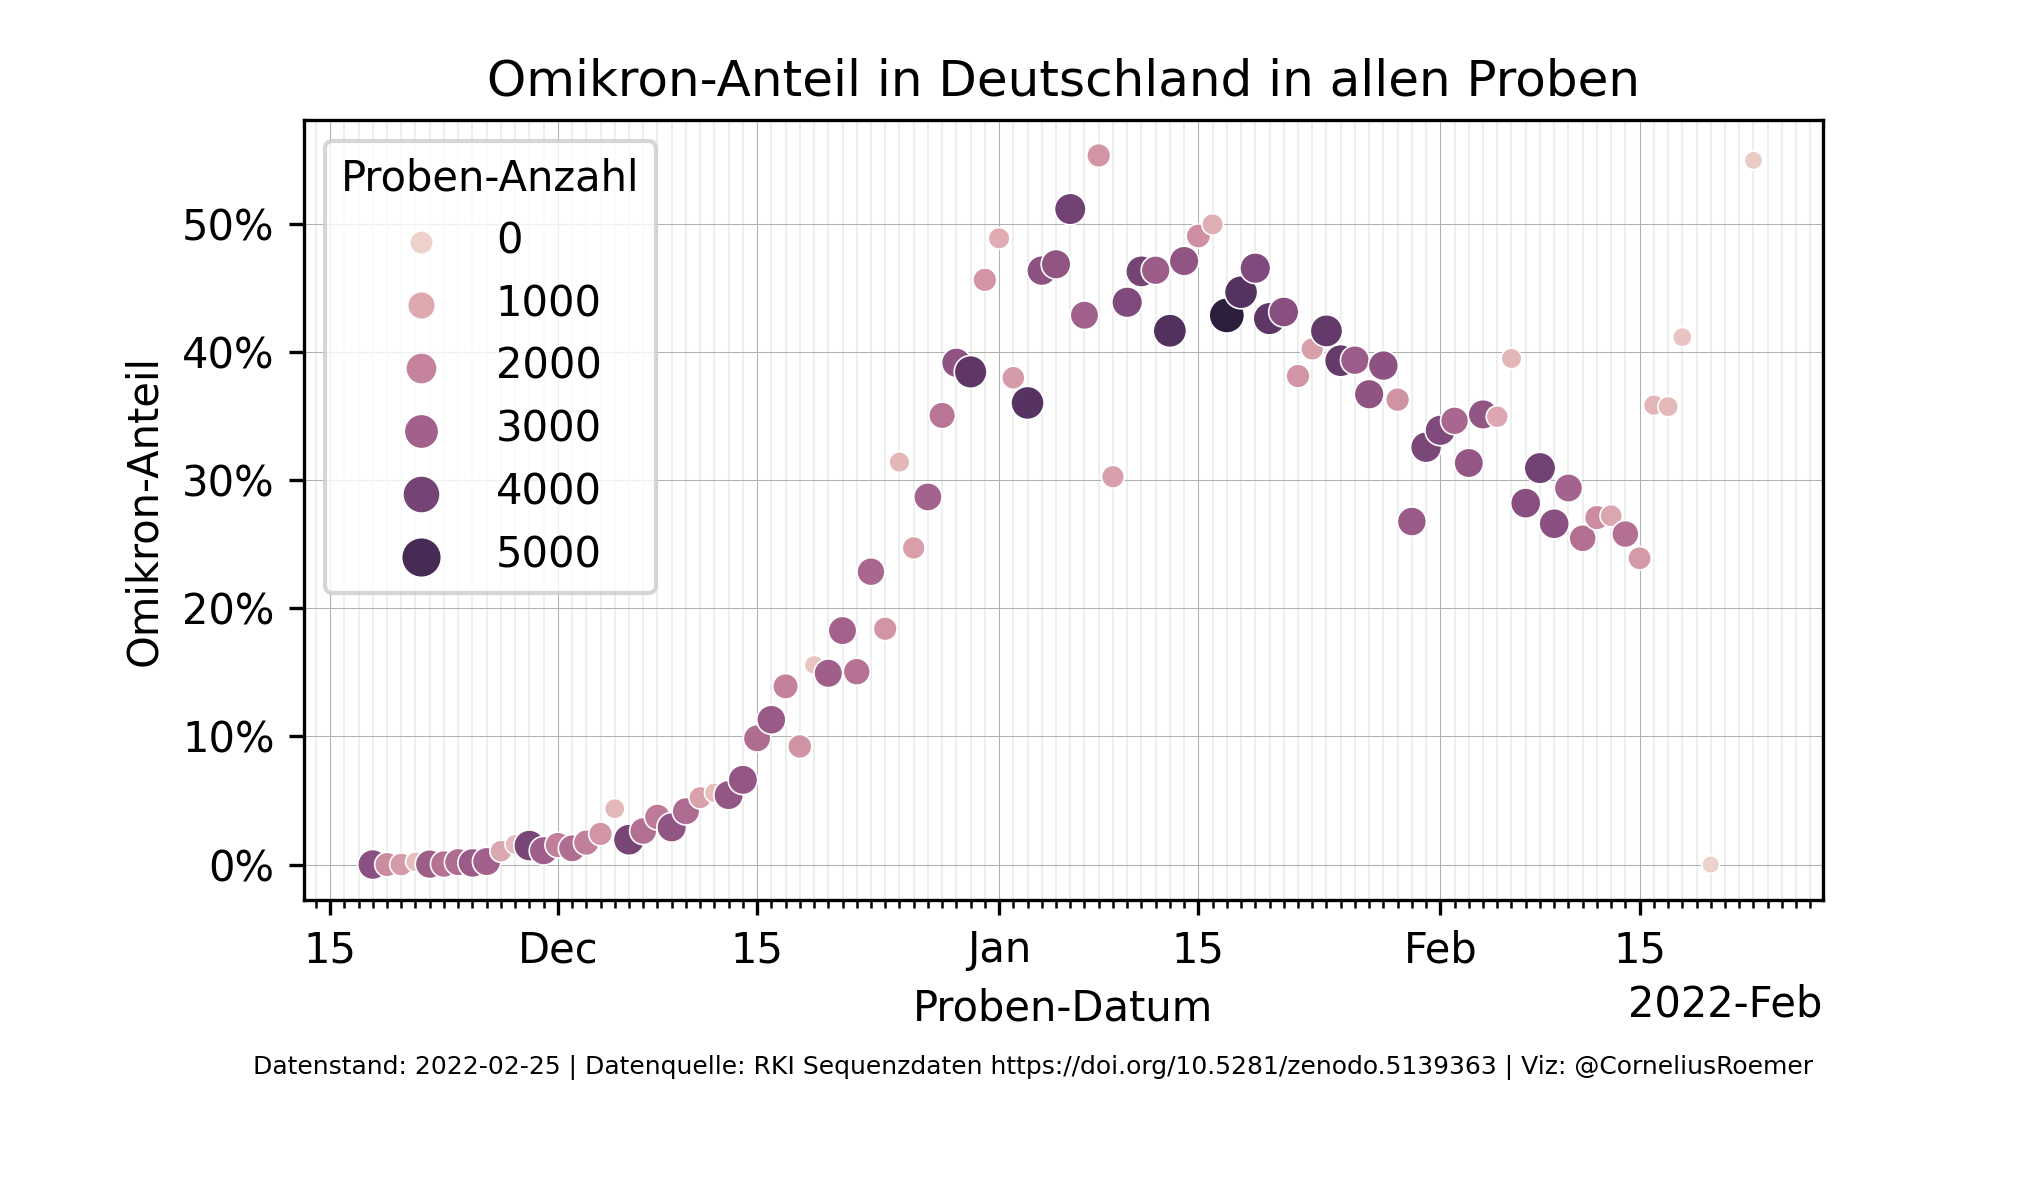 Omikron-Anteil in Deutschland in allen Proben
Proben-Anzahl
0
1000
2000
3000
4000
5000
Omikron-Anteil
50%
40%
30%
20%
10%
0%
15 Dec 15 Jan 15 Feb 15
2022-Feb
Proben-Datum
Datenstand: 2022-02-25 | Datenquelle: RKI Sequenzdaten https://doi.org/10.5281/zenodo.5139363 | Viz: @CorneliusRoemer